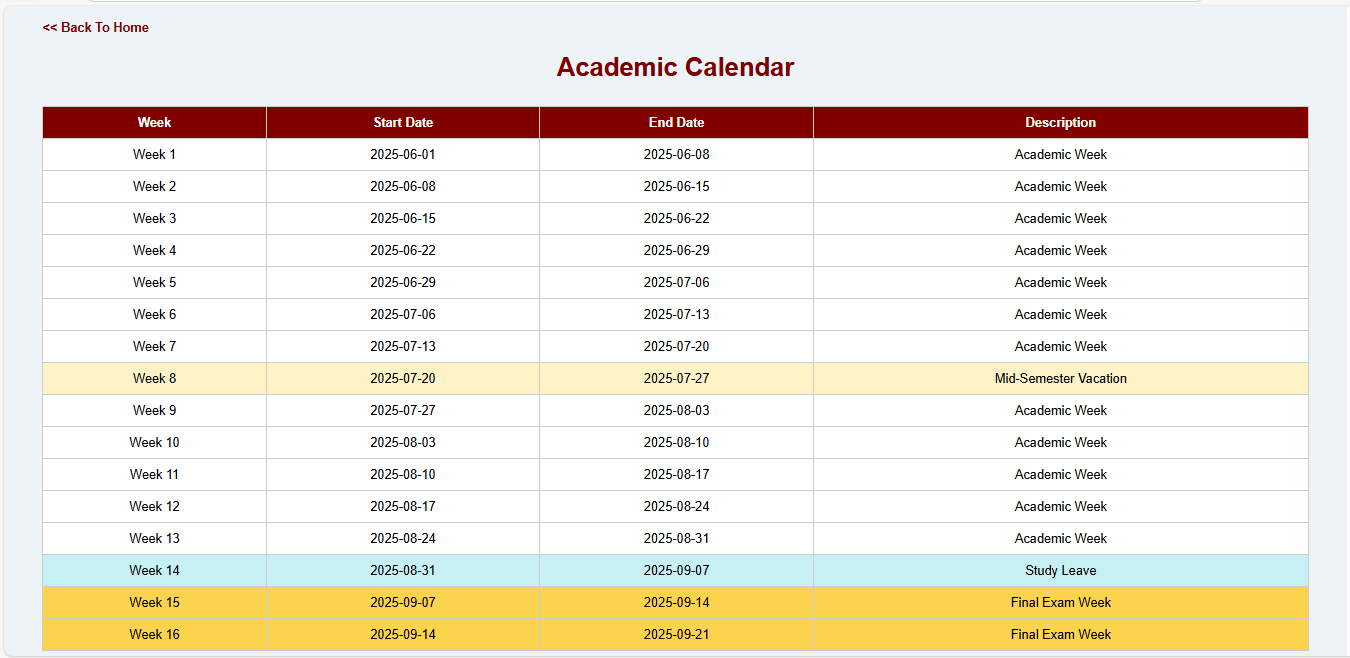 << Back To Home
Academic Calendar
Week Start Date End Date Description
Week 1 2025-06-01 2025-06-08 Academic Week
Week 2 2025-06-08 2025-06-15 Academic Week
Week 3 2025-06-15 2025-06-22 Academic Week
Week 4 2025-06-22 2025-06-29 Academic Week
Week 5 2025-06-29 2025-07-06 Academic Week
Week 6 2025-07-06 2025-07-13 Academic Week
Week 7 2025-07-13 2025-07-20 Academic Week
Week 8 2025-07-20 2025-07-27 Mid-Semester Vacation
Week 9 2025-07-27 2025-08-03 Academic Week
Week 10 2025-08-03 2025-08-10 Academic Week
Week 11 2025-08-10 2025-08-17 Academic Week
Week 12 2025-08-17 2025-08-24 Academic Week
Week 13 2025-08-24 2025-08-31 Academic Week
Week 14 2025-08-31 2025-09-07 Study Leave
Week 15 2025-09-07 2025-09-14 Final Exam Week
Week 16 2025-09-14 2025-09-21 Final Exam Week